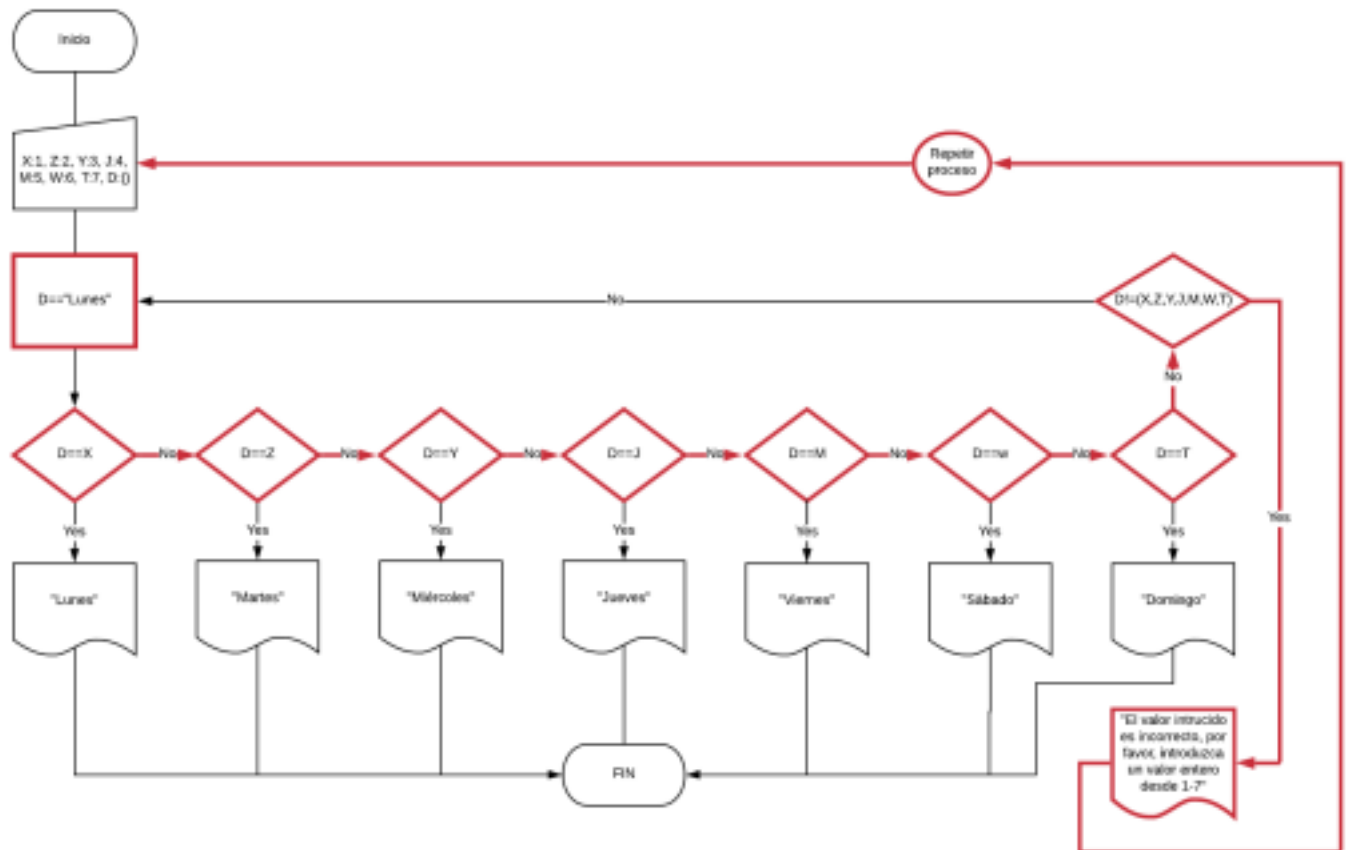 Inicio
X:1, Z:2, Y:3, J:4,
M:5, W:6, T:7, D:()
Repetir
proceso
D=="Lunes"
No
D!=(X,Z,Y,J,M,W,T)
No
D==X
No
D==Z
No
D==Y
No
D==J
No
D==M
No
D==w
No
D==T
Yes
Yes
Yes
Yes
Yes
Yes
Yes
Yes
"Lunes"
"Martes"
"Miércoles"
"Jueves"
"Viernes"
"Sábado"
"Domingo"
"El valor intrucido
es incorrecto, por
favor, introduzca
un valor entero
desde 1-7"
FIN